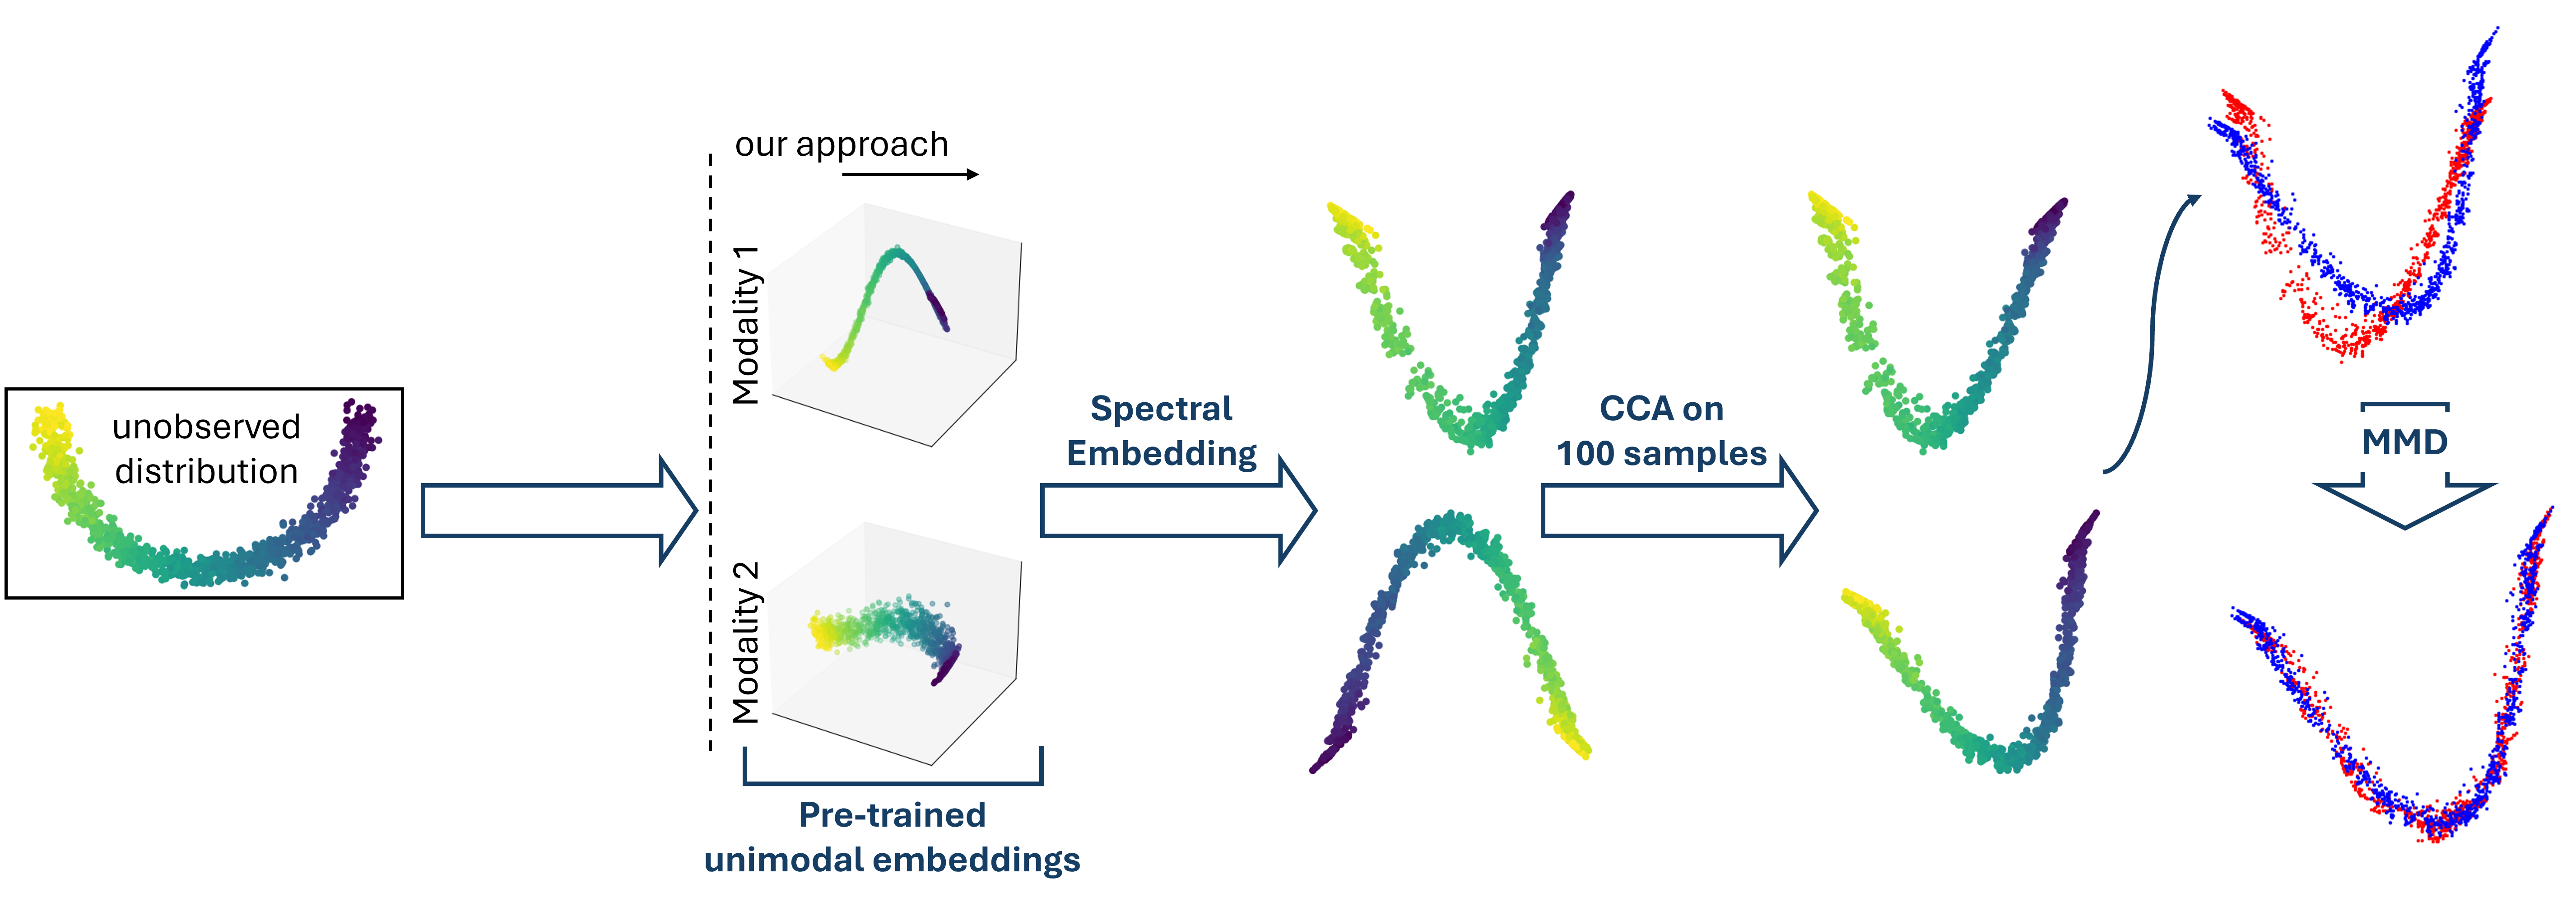 unobserved
distribution
our approach
Modality 1
Modality 2
Pre-trained
unimodal embeddings
Spectral
Embedding
CCA on
100 samples
MMD